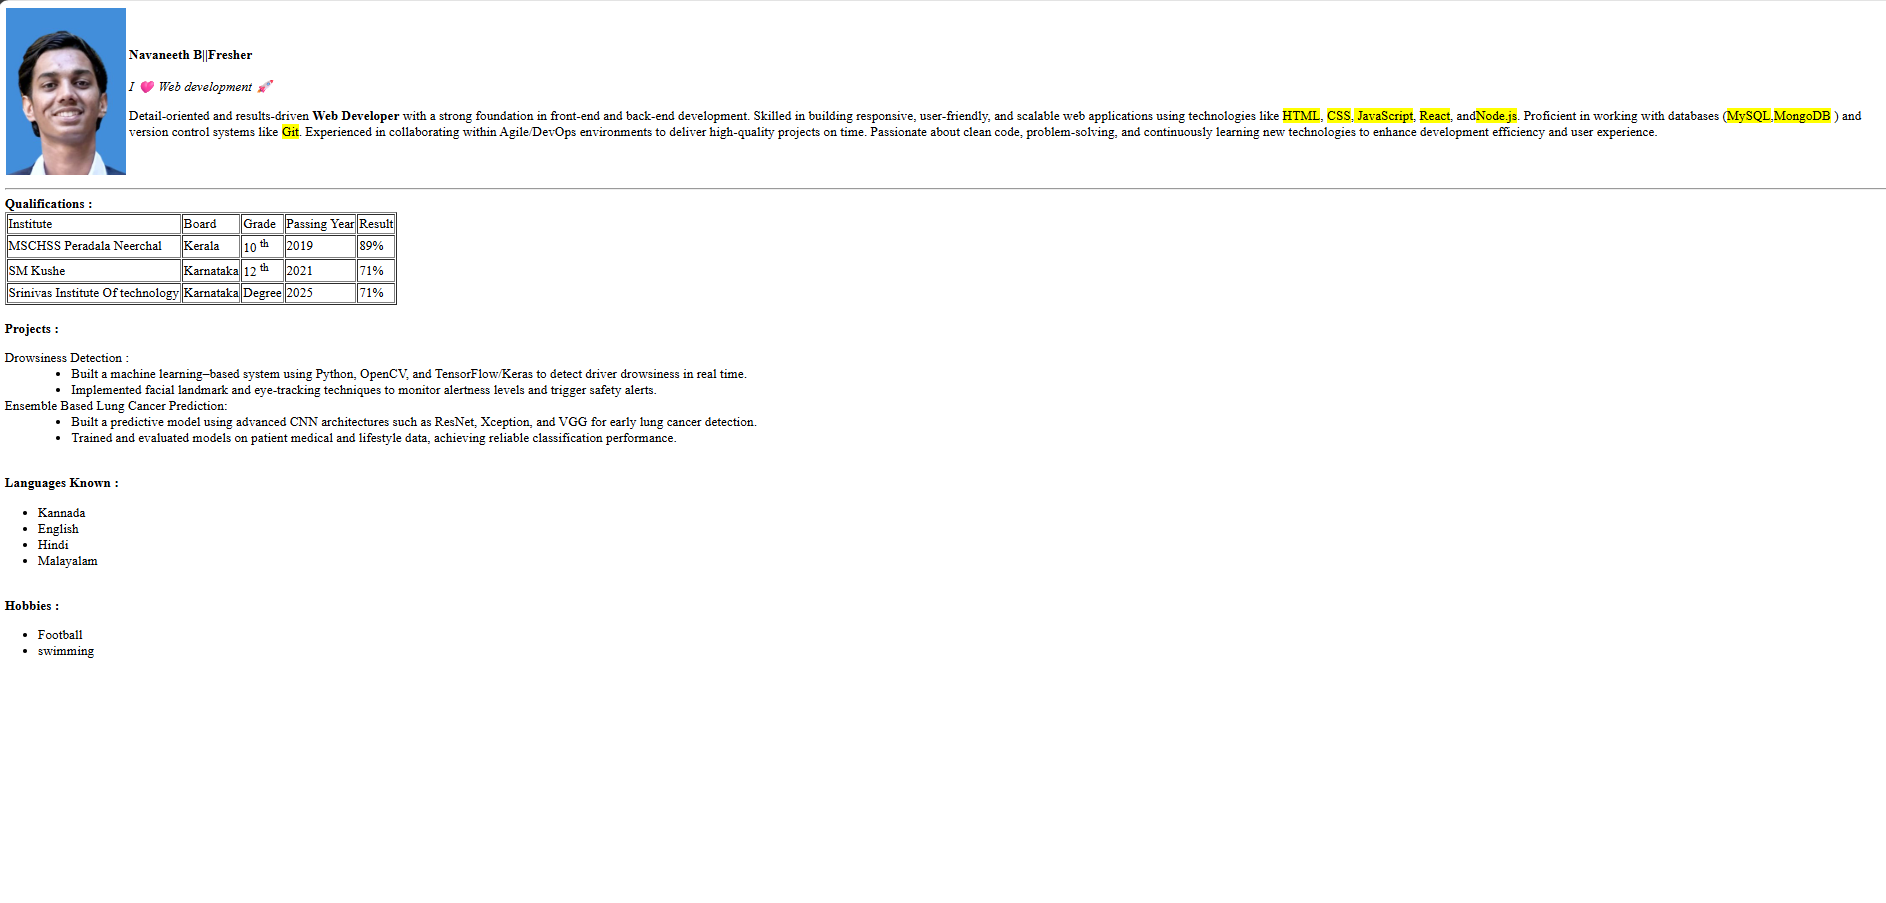 Navaneeth B||Fresher
I 💗 Web development 🚀
Detail-oriented and results-driven Web Developer with a strong foundation in front-end and back-end development. Skilled in building responsive, user-friendly, and scalable web applications using technologies like HTML, CSS, JavaScript, React, andNode.js. Proficient in working with databases (MySQL,MongoDB ) and
version control systems like Git. Experienced in collaborating within Agile/DevOps environments to deliver high-quality projects on time. Passionate about clean code, problem-solving, and continuously learning new technologies to enhance development efficiency and user experience.
Qualifications :
Institute Board Grade Passing Year Result
MSCHSS Peradala Neerchal Kerala 10 th 2019 89%
SM Kushe Karnataka 12 th 2021 71%
Srinivas Institute Of technology Karnataka Degree 2025 71%
Projects :
Drowsiness Detection :
• Built a machine learning–based system using Python, OpenCV, and TensorFlow/Keras to detect driver drowsiness in real time.
• Implemented facial landmark and eye-tracking techniques to monitor alertness levels and trigger safety alerts.
Ensemble Based Lung Cancer Prediction:
• Built a predictive model using advanced CNN architectures such as ResNet, Xception, and VGG for early lung cancer detection.
• Trained and evaluated models on patient medical and lifestyle data, achieving reliable classification performance.
Languages Known :
• Kannada
• English
• Hindi
• Malayalam
Hobbies :
• Football
• swimming